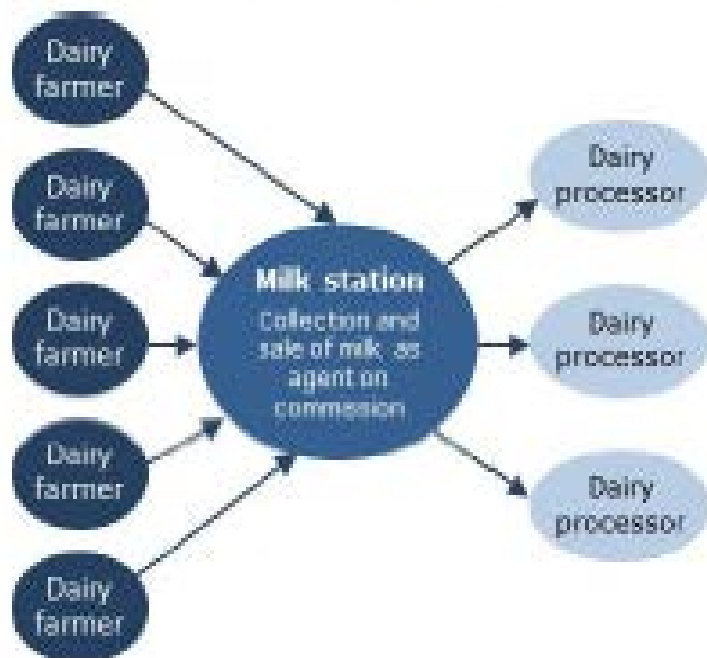 Dairy
farmer
Dairy
farmer
Dairy
farmer
Dairy
farmer
Dairy
farmer
Milk station
Collection and
sale of milk as
agent on
commission
Dairy
processor
Dairy
processor
Dairy
processor